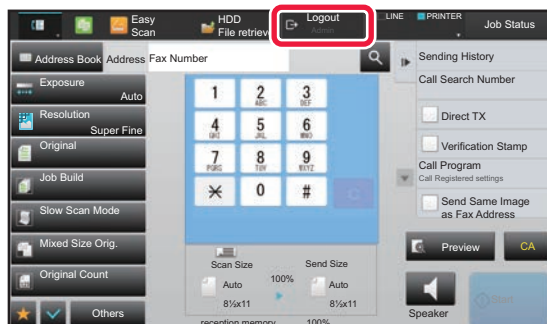 Easy
Scan
HDD
File retrieve
Logout
Admin
LINE
PRINTER
Job Status
Address Book
Address
Fax Number
Sending History
Call Search Number
Exposure
Auto
Resolution
Super Fine
Original
Job Build
Slow Scan Mode
Mixed Size Orig.
Original Count
Others
1
2
ABC
3
DEF
4
GHI
5
JKL
6
MNO
7
PQRS
8
TUV
9
WXYZ
0
#
Direct TX
Verification Stamp
Call Program
Call Registered settings
Send Same Image
as Fax Address
Preview
CA
Scan Size
Send Size
100%
Auto
Auto
8½x11
8½x11
Speaker
Start
reception memory
100%